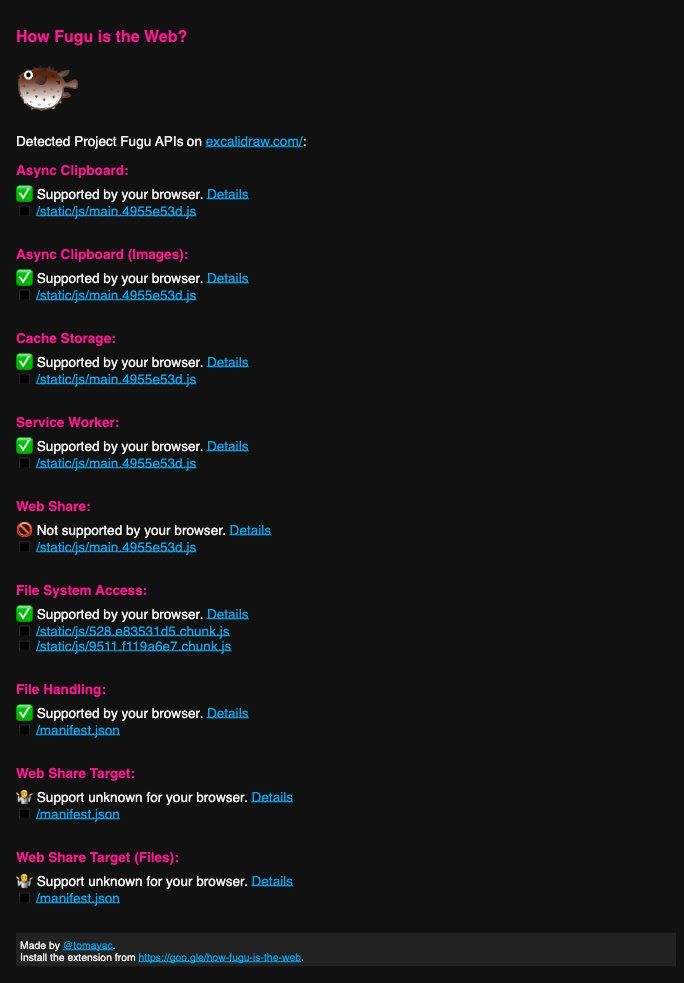 How Fugu is the Web?
Detected Project Fugu APIs on excalidraw.com/:
Async Clipboard:
✅ Supported by your browser. Details
/static/js/main.4955e53d.js
Async Clipboard (Images):
✅ Supported by your browser. Details
/static/js/main.4955e53d.js
Cache Storage:
✅ Supported by your browser. Details
/static/js/main.4955e53d.js
Service Worker:
✅ Supported by your browser. Details
/static/js/main.4955e53d.js
Web Share:
🚫 Not supported by your browser. Details
/static/js/main.4955e53d.js
File System Access:
✅ Supported by your browser. Details
/static/js/528.e83531d5.chunk.js
/static/js/9511.f119a6e7.chunk.js
File Handling:
✅ Supported by your browser. Details
/manifest.json
Web Share Target:
🤷 Support unknown for your browser. Details
/manifest.json
Web Share Target (Files):
🤷 Support unknown for your browser. Details
/manifest.json
Made by @tomayac.
Install the extension from https://goo.gle/how-fugu-is-the-web.